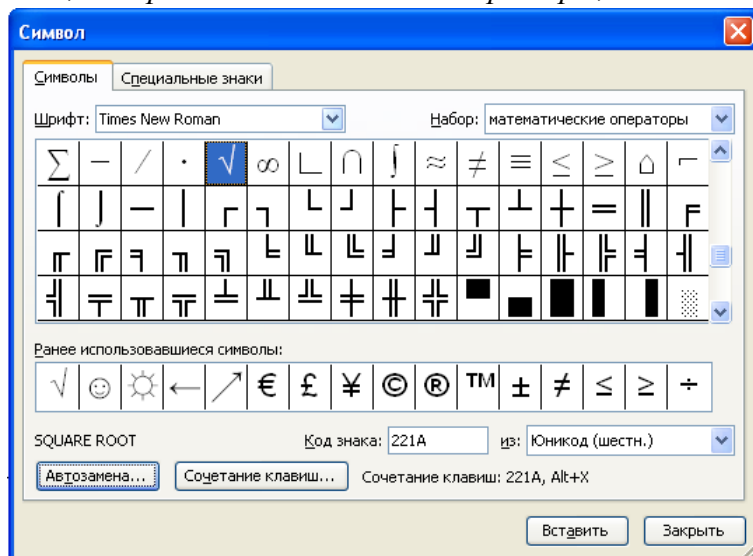 Символ
Символы Специальные знаки
Шрифт: Times New Roman Набор: математические операторы
∑ − ∕ ∙ √ ∞ ∟ ∩ ∫ ≈ ≠ ≡ ≤ ≥ ⌂ ⌐
⌠ ⌡ ─ │ ┌ ┐ └ ┘ ├ ┤ ┬ ┴ ┼ ═ ║ ╒
╓ ╔ ╕ ╖ ╗ ╘ ╙ ╚ ╛ ╜ ╝ ╞ ╟ ╠ ╡ ╢
╣ ╤ ╥ ╦ ╧ ╨ ╩ ╪ ╫ ╬ ▀ ▄ █ ▌ ▐ ░
Ранее использовавшиеся символы:
√ ☺ ☼ ← ↗ € £ ¥ © ® ™ ± ≠ ≤ ≥ ÷
SQUARE ROOT Код знака: 221A из: Юникод (шестн.)
Автозамена... Сочетание клавиш... Сочетание клавиш: 221A, Alt+X
Вставить Закрыть